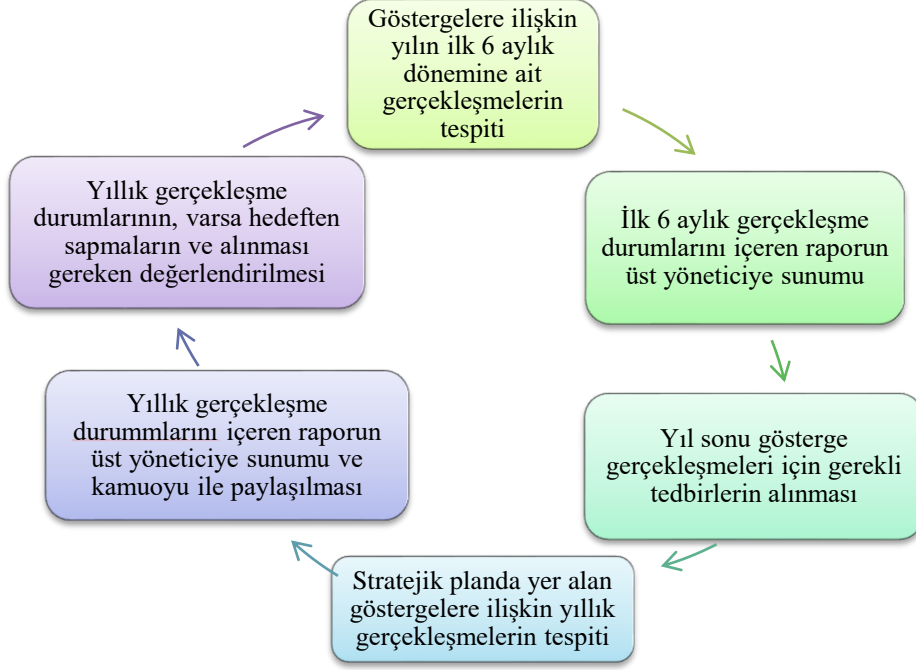 Göstergelere ilişkin
yılın ilk 6 aylık
dönemine ait
gerçekleşmelerin
tespiti
İlk 6 aylık gerçekleşme
durumlarını içeren raporun
üst yöneticiye sunumu
Yıl sonu gösterge
gerçekleşmeleri için gerekli
tedbirlerin alınması
Stratejik planda yer alan
göstergelere ilişkin yıllık
gerçekleşmelerin tespiti
Yıllık gerçekleşme
durummlarını içeren raporun
üst yöneticiye sunumu ve
kamuoyu ile paylaşılması
Yıllık gerçekleşme
durumlarının, varsa hedeften
sapmaların ve alınması
gereken değerlendirilmesi